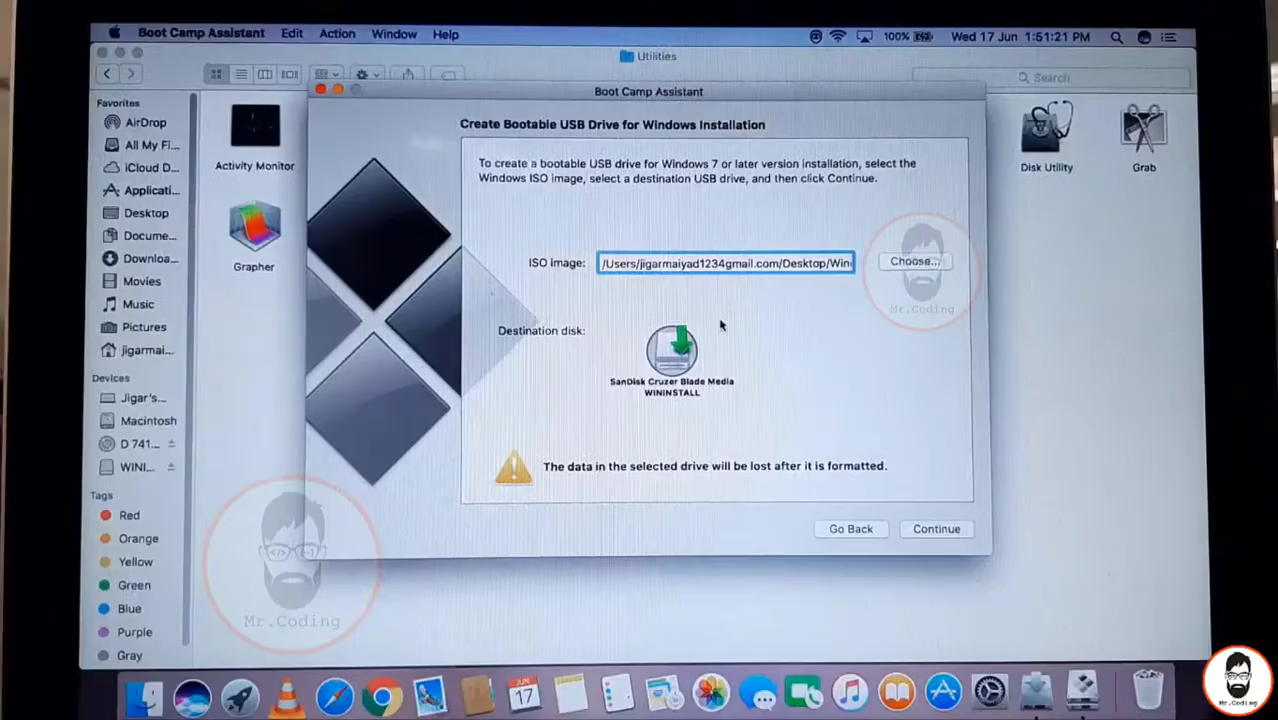 Boot Camp Assistant Edit Action Window Help 100% Wed 17 Jun 1:51:21 PM
Utilities
Search
Boot Camp Assistant
Favorites
AirDrop
All My Fi...
iCloud D...
Applicati...
Desktop
Docume...
Downloa...
Movies
Music
Pictures
jigarmai...
Devices
Jigar's...
Macintosh
D 741...
WINI...
Tags
Red
Orange
Yellow
Green
Blue
Purple
Gray
Activity Monitor
Grapher
Disk Utility
Grab
Create Bootable USB Drive for Windows Installation
To create a bootable USB drive for Windows 7 or later version installation, select the
Windows ISO image, select a destination USB drive, and then click Continue.
ISO image: /Users/jigarmaiyad1234gmail.com/Desktop/Win Choose...
Destination disk:
SanDisk Cruzer Blade Media
WININSTALL
The data in the selected drive will be lost after it is formatted.
Go Back Continue
Mr.Coding
</> {~}
Mr.Coding
JUN
17
Mr.Coding